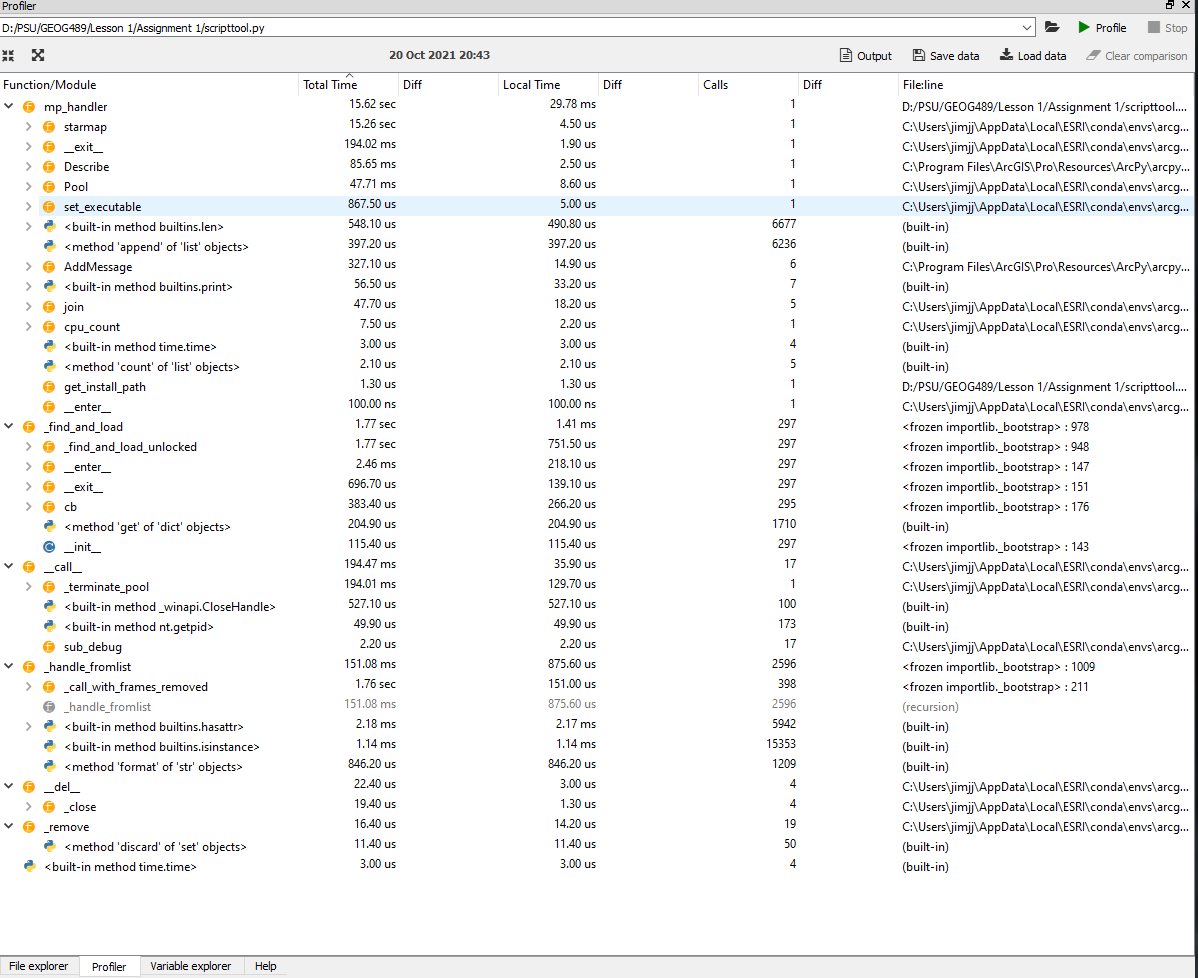 Profiler
D:/PSU/GEOG489/Lesson 1/Assignment 1/scripttool.py Profile Stop
20 Oct 2021 20:43 Output Save data Load data Clear comparison
Function/Module Total Time Diff Local Time Diff Calls Diff File:line
mp_handler 15.62 sec 29.78 ms 1 D:/PSU/GEOG489/Lesson 1/Assignment 1/scripttool....
starmap 15.26 sec 4.50 us 1 C:\Users\jimjj\AppData\Local\ESRI\conda\envs\arcg...
__exit__ 194.02 ms 1.90 us 1 C:\Users\jimjj\AppData\Local\ESRI\conda\envs\arcg...
Describe 85.65 ms 2.50 us 1 C:\Program Files\ArcGIS\Pro\Resources\ArcPy\arcpy...
Pool 47.71 ms 8.60 us 1 C:\Users\jimjj\AppData\Local\ESRI\conda\envs\arcg...
set_executable 867.50 us 5.00 us 1 C:\Users\jimjj\AppData\Local\ESRI\conda\envs\arcg...
<built-in method builtins.len> 548.10 us 490.80 us 6677 (built-in)
<method 'append' of 'list' objects> 397.20 us 397.20 us 6236 (built-in)
AddMessage 327.10 us 14.90 us 6 C:\Program Files\ArcGIS\Pro\Resources\ArcPy\arcpy...
<built-in method builtins.print> 56.50 us 33.20 us 7 (built-in)
join 47.70 us 18.20 us 5 C:\Users\jimjj\AppData\Local\ESRI\conda\envs\arcg...
cpu_count 7.50 us 2.20 us 1 C:\Users\jimjj\AppData\Local\ESRI\conda\envs\arcg...
<built-in method time.time> 3.00 us 3.00 us 4 (built-in)
<method 'count' of 'list' objects> 2.10 us 2.10 us 5 (built-in)
get_install_path 1.30 us 1.30 us 1 D:/PSU/GEOG489/Lesson 1/Assignment 1/scripttool....
__enter__ 100.00 ns 100.00 ns 1 C:\Users\jimjj\AppData\Local\ESRI\conda\envs\arcg...
_find_and_load 1.77 sec 1.41 ms 297 <frozen importlib._bootstrap> : 978
_find_and_load_unlocked 1.77 sec 751.50 us 297 <frozen importlib._bootstrap> : 948
__enter__ 2.46 ms 218.10 us 297 <frozen importlib._bootstrap> : 147
__exit__ 696.70 us 139.10 us 297 <frozen importlib._bootstrap> : 151
cb 383.40 us 266.20 us 295 <frozen importlib._bootstrap> : 176
<method 'get' of 'dict' objects> 204.90 us 204.90 us 1710 (built-in)
__init__ 115.40 us 115.40 us 297 <frozen importlib._bootstrap> : 143
__call__ 194.47 ms 35.90 us 17 C:\Users\jimjj\AppData\Local\ESRI\conda\envs\arcg...
_terminate_pool 194.01 ms 129.70 us 1 C:\Users\jimjj\AppData\Local\ESRI\conda\envs\arcg...
<built-in method _winapi.CloseHandle> 527.10 us 527.10 us 100 (built-in)
<built-in method nt.getpid> 49.90 us 49.90 us 173 (built-in)
sub_debug 2.20 us 2.20 us 17 C:\Users\jimjj\AppData\Local\ESRI\conda\envs\arcg...
_handle_fromlist 151.08 ms 875.60 us 2596 <frozen importlib._bootstrap> : 1009
_call_with_frames_removed 1.76 sec 151.00 us 398 <frozen importlib._bootstrap> : 211
_handle_fromlist 151.08 ms 875.60 us 2596 (recursion)
<built-in method builtins.hasattr> 2.18 ms 2.17 ms 5942 (built-in)
<built-in method builtins.isinstance> 1.14 ms 1.14 ms 15353 (built-in)
<method 'format' of 'str' objects> 846.20 us 846.20 us 1209 (built-in)
__del__ 22.40 us 3.00 us 4 C:\Users\jimjj\AppData\Local\ESRI\conda\envs\arcg...
_close 19.40 us 1.30 us 4 C:\Users\jimjj\AppData\Local\ESRI\conda\envs\arcg...
_remove 16.40 us 14.20 us 19 C:\Users\jimjj\AppData\Local\ESRI\conda\envs\arcg...
<method 'discard' of 'set' objects> 11.40 us 11.40 us 50 (built-in)
<built-in method time.time> 3.00 us 3.00 us 4 (built-in)
File explorer Profiler Variable explorer Help